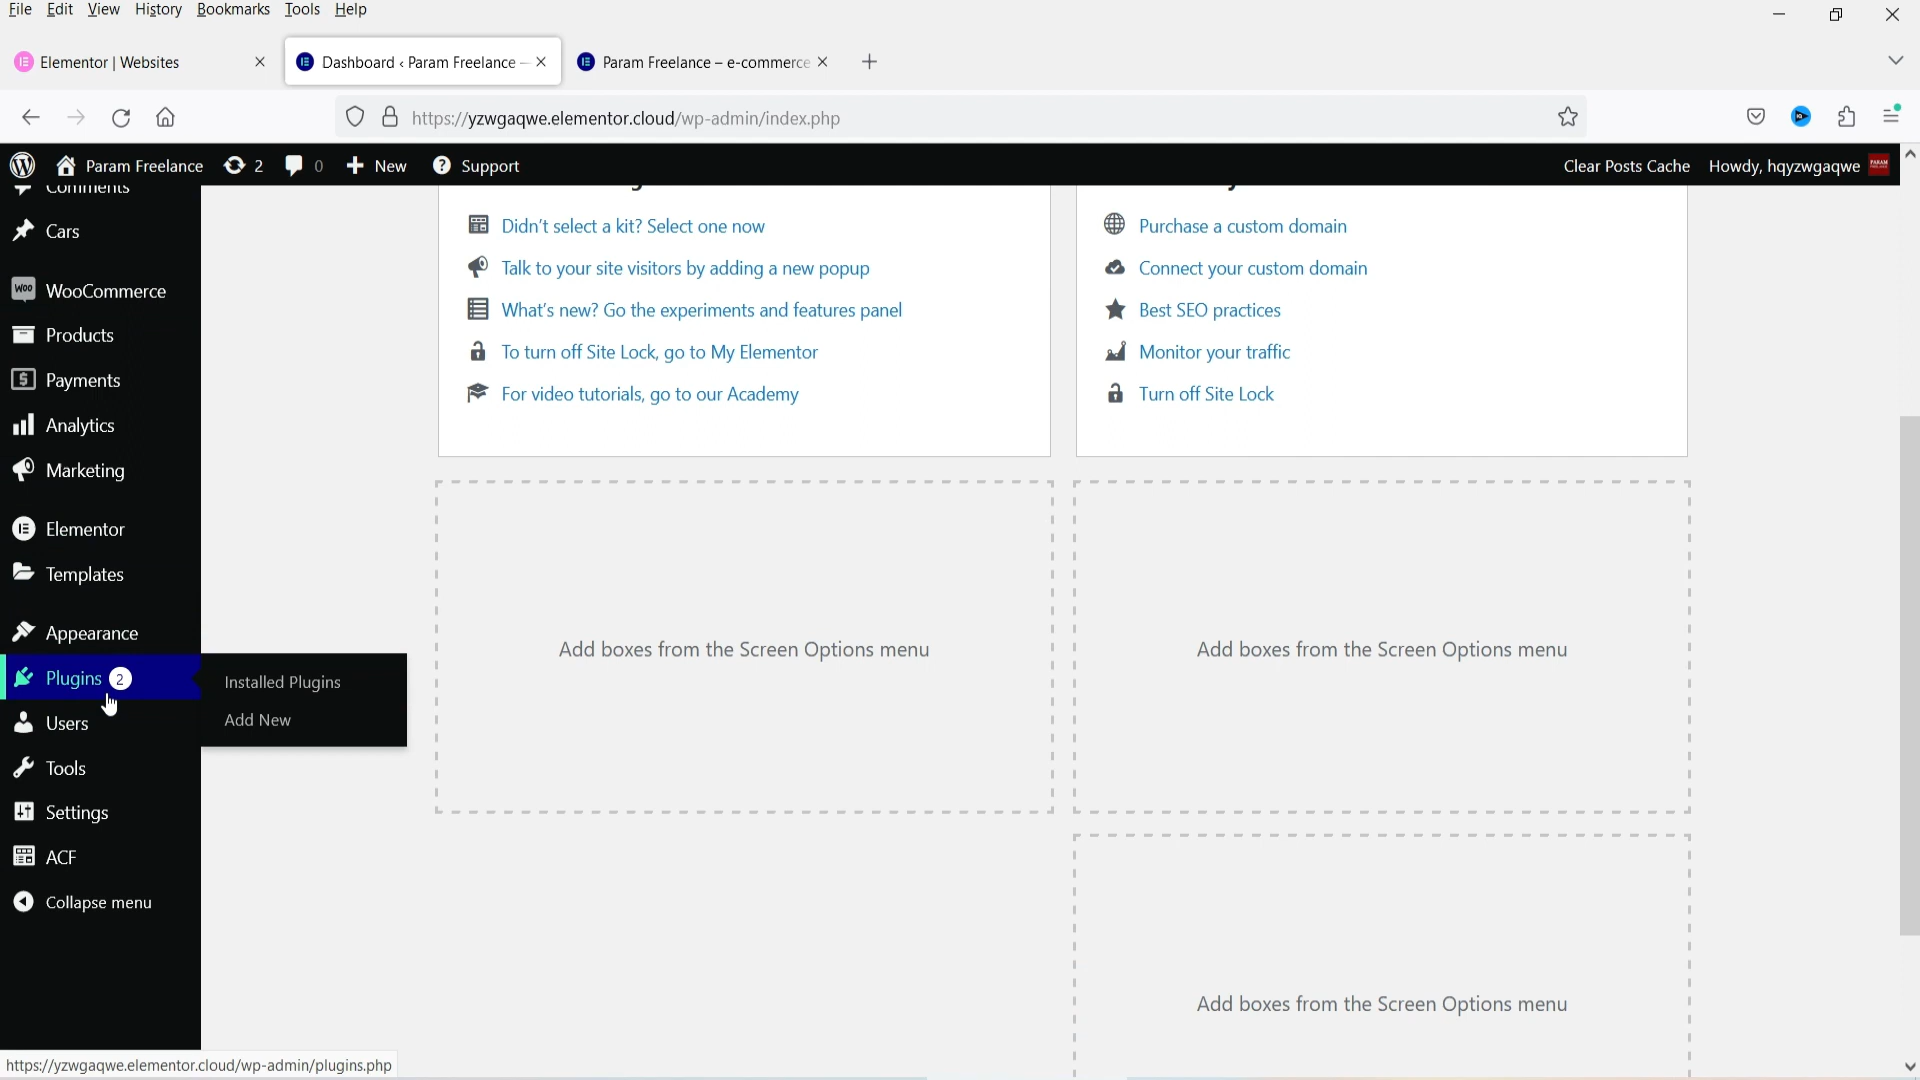 File Edit View History Bookmarks Tools Help
Elementor | Websites
Dashboard ‹ Param Freelance —
Param Freelance – e-commerce
https://yzwgaqwe.elementor.cloud/wp-admin/index.php
Param Freelance 2 0 New Support
Clear Posts Cache Howdy, hqyzwgaqwe
Comments
Cars
WooCommerce
Products
Payments
Analytics
Marketing
Elementor
Templates
Appearance
Plugins 2
Installed Plugins
Add New
Users
Tools
Settings
ACF
Collapse menu
Didn't select a kit? Select one now
Talk to your site visitors by adding a new popup
What's new? Go the experiments and features panel
To turn off Site Lock, go to My Elementor
For video tutorials, go to our Academy
Purchase a custom domain
Connect your custom domain
Best SEO practices
Monitor your traffic
Turn off Site Lock
Add boxes from the Screen Options menu
Add boxes from the Screen Options menu
Add boxes from the Screen Options menu
https://yzwgaqwe.elementor.cloud/wp-admin/plugins.php